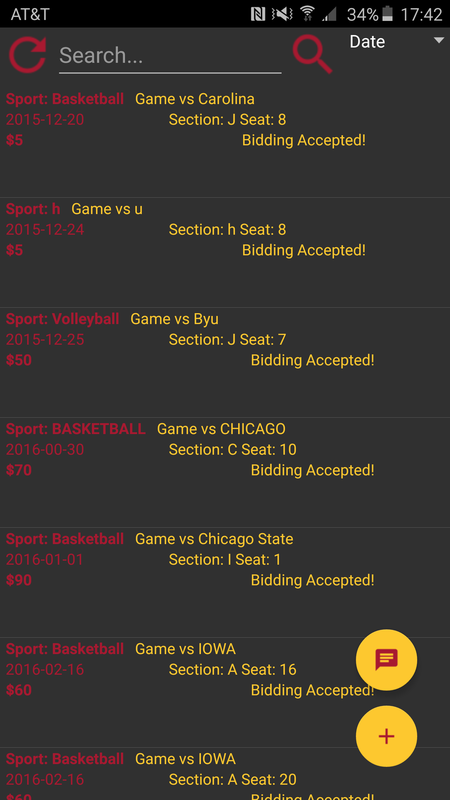 AT&T 34% 17:42
Search... Date
Sport: Basketball Game vs Carolina
2015-12-20 Section: J Seat: 8
$5 Bidding Accepted!
Sport: h Game vs u
2015-12-24 Section: h Seat: 8
$5 Bidding Accepted!
Sport: Volleyball Game vs Byu
2015-12-25 Section: J Seat: 7
$50 Bidding Accepted!
Sport: BASKETBALL Game vs CHICAGO
2016-00-30 Section: C Seat: 10
$70 Bidding Accepted!
Sport: Basketball Game vs Chicago State
2016-01-01 Section: I Seat: 1
$90 Bidding Accepted!
Sport: Basketball Game vs IOWA
2016-02-16 Section: A Seat: 16
$60 Bidding Accepted!
Sport: Basketball Game vs IOWA
2016-02-16 Section: A Seat: 20
$60 Bidding Accepted!